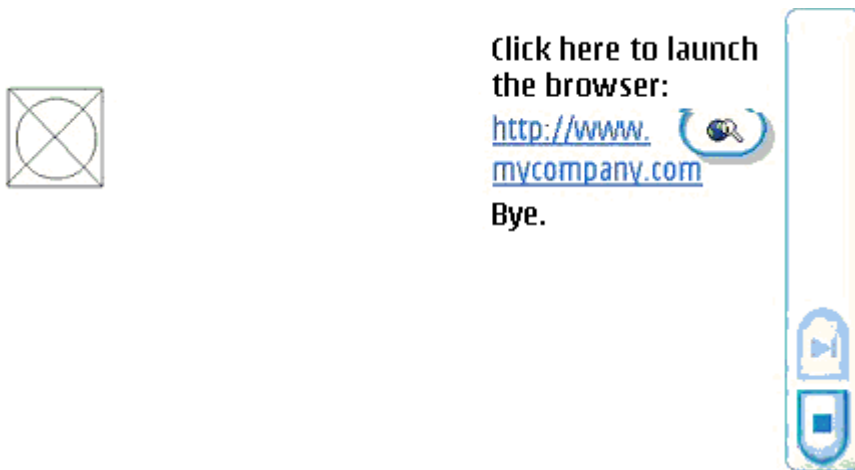 Click here to launch
the browser:
http://www.
mycompany.com
Bye.